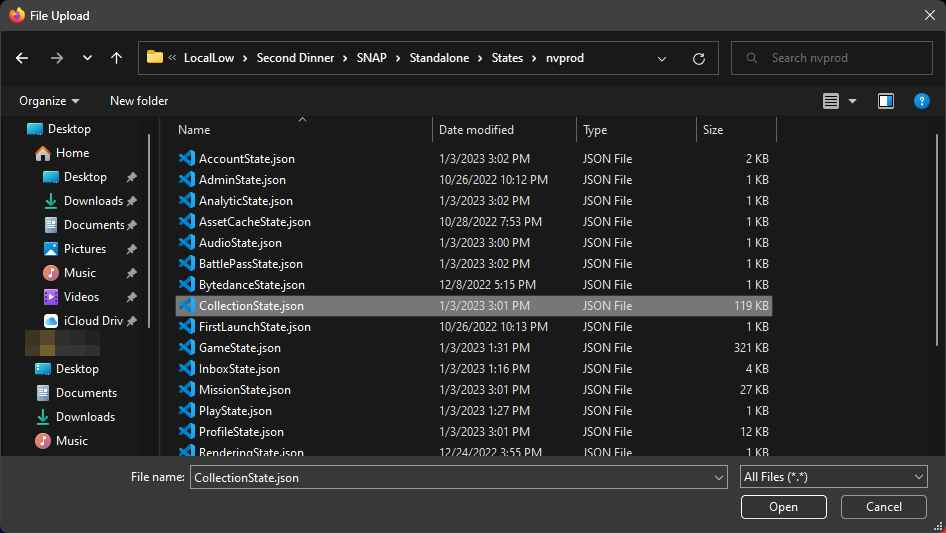 File Upload
« LocalLow > Second Dinner > SNAP > Standalone > States > nvprod
Search nvprod
Organize New folder
?
Desktop
Home
Desktop
Downloads
Documents
Pictures
Music
Videos
iCloud Driv
Desktop
Documents
Downloads
Music
Name Date modified Type Size
AccountState.json 1/3/2023 3:02 PM JSON File 2 KB
AdminState.json 10/26/2022 10:12 PM JSON File 1 KB
AnalyticState.json 1/3/2023 3:02 PM JSON File 1 KB
AssetCacheState.json 10/28/2022 7:53 PM JSON File 1 KB
AudioState.json 1/3/2023 3:00 PM JSON File 1 KB
BattlePassState.json 1/3/2023 3:02 PM JSON File 1 KB
BytedanceState.json 12/8/2022 5:15 PM JSON File 1 KB
CollectionState.json 1/3/2023 3:01 PM JSON File 119 KB
FirstLaunchState.json 10/26/2022 10:13 PM JSON File 1 KB
GameState.json 1/3/2023 1:31 PM JSON File 321 KB
InboxState.json 1/3/2023 1:16 PM JSON File 4 KB
MissionState.json 1/3/2023 3:01 PM JSON File 27 KB
PlayState.json 1/3/2023 1:27 PM JSON File 1 KB
ProfileState.json 1/3/2023 3:01 PM JSON File 12 KB
RenderingState.json 12/24/2022 3:55 PM JSON File 1 KB
File name: CollectionState.json All Files (*.*)
Open Cancel